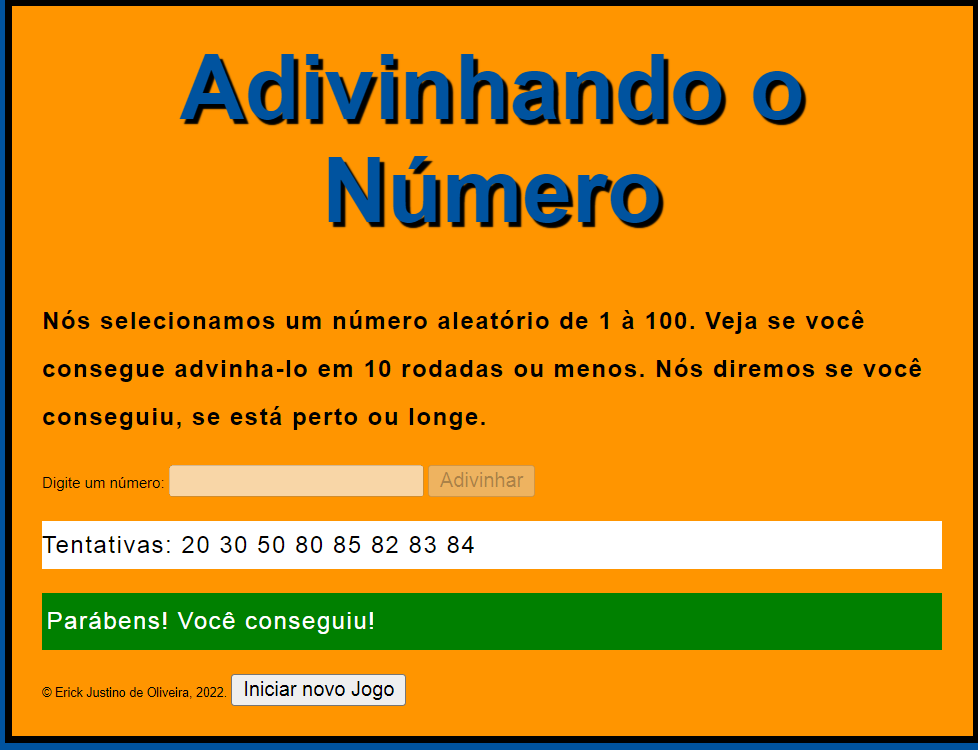 Adivinhando o
Número
Nós selecionamos um número aleatório de 1 à 100. Veja se você
consegue advinha-lo em 10 rodadas ou menos. Nós diremos se você
conseguiu, se está perto ou longe.
Digite um número: Adivinhar
Tentativas: 20 30 50 80 85 82 83 84
Parábens! Você conseguiu!
© Erick Justino de Oliveira, 2022. Iniciar novo Jogo